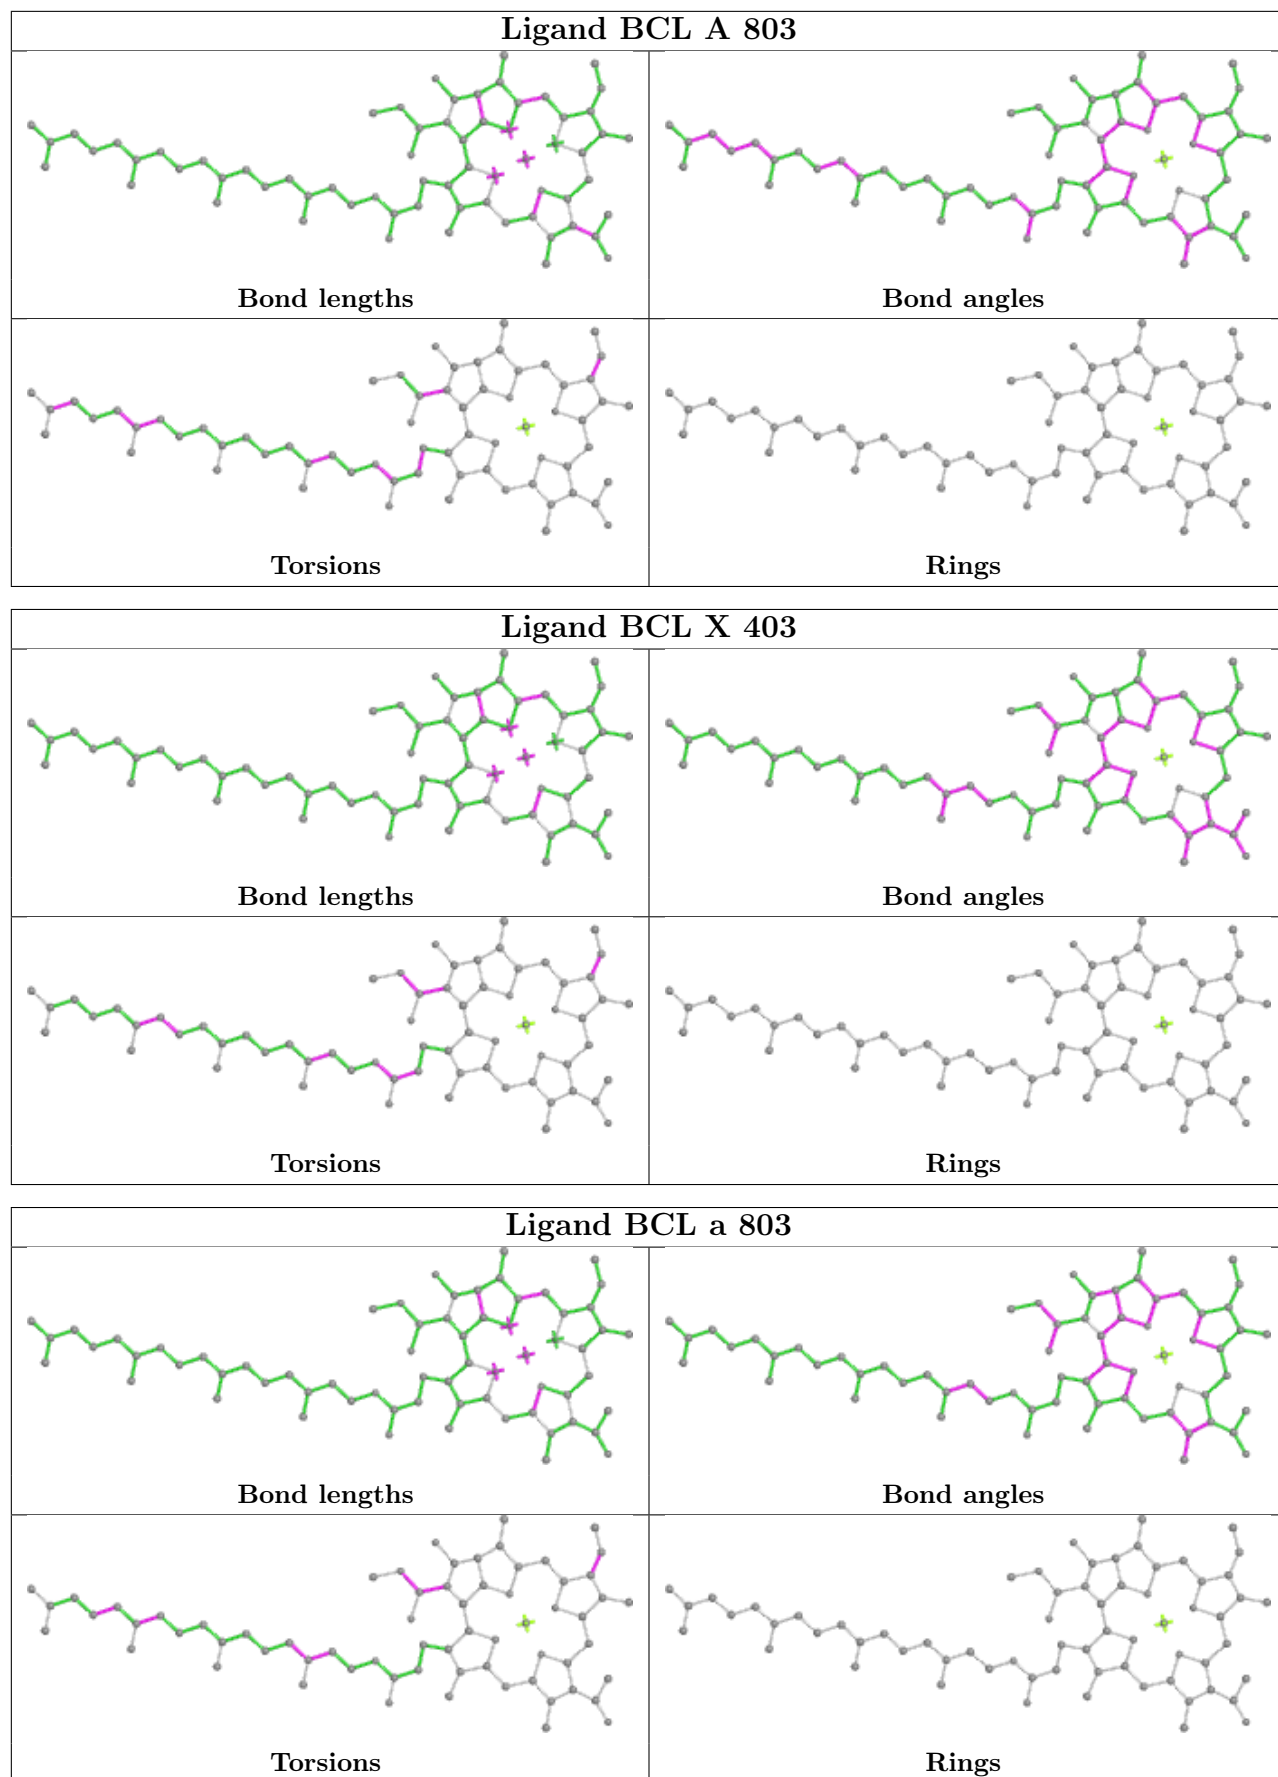 Ligand BCL A 803
Bond lengths
Bond angles
Torsions
Rings
Ligand BCL X 403
Bond lengths
Bond angles
Torsions
Rings
Ligand BCL a 803
Bond lengths
Bond angles
Torsions
Rings